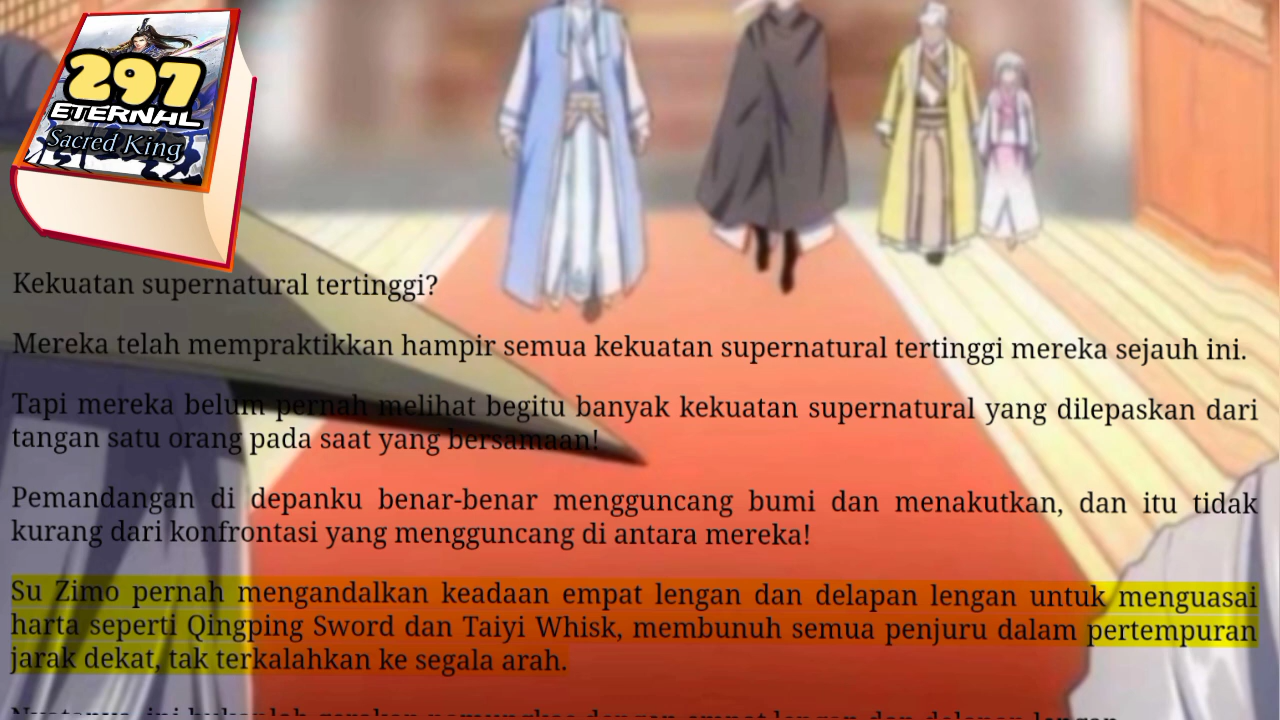 297
ETERNAL
Sacred King
Kekuatan supernatural tertinggi?
Mereka telah mempraktikkan hampir semua kekuatan supernatural tertinggi mereka sejauh ini.
Tapi mereka belum pernah melihat begitu banyak kekuatan supernatural yang dilepaskan dari
tangan satu orang pada saat yang bersamaan!
Pemandangan di depanku benar-benar mengguncang bumi dan menakutkan, dan itu tidak
kurang dari konfrontasi yang mengguncang di antara mereka!
Su Zimo pernah mengandalkan keadaan empat lengan dan delapan lengan untuk menguasai
harta seperti Qingping Sword dan Taiyi Whisk, membunuh semua penjuru dalam pertempuran
jarak dekat, tak terkalahkan ke segala arah.